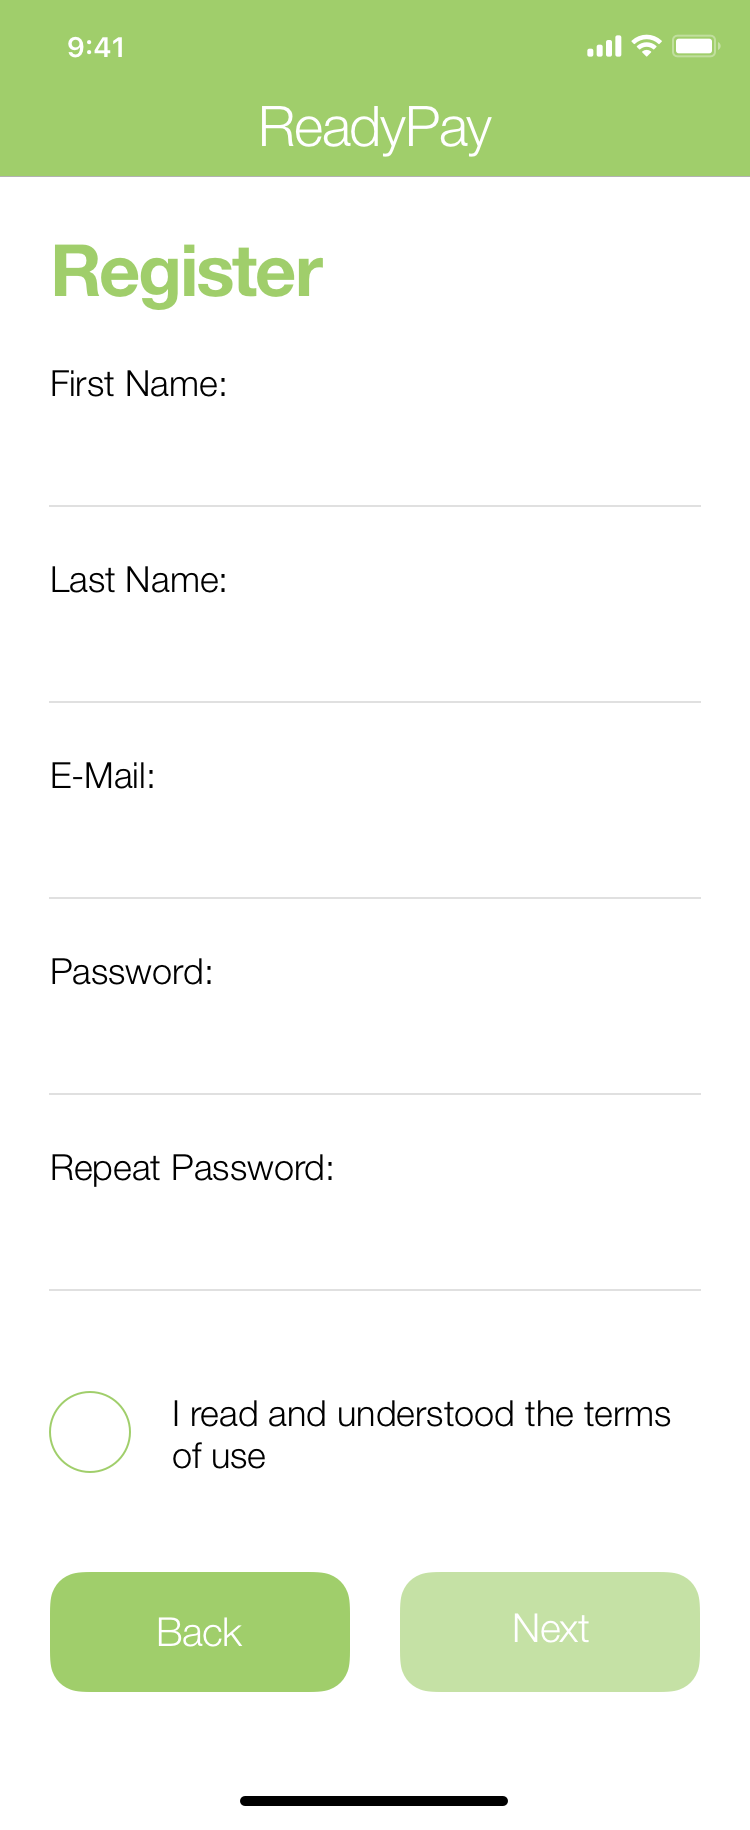 9:41
ReadyPay
Register
First Name:
Last Name:
E-Mail:
Password:
Repeat Password:
I read and understood the terms
of use
Back
Next